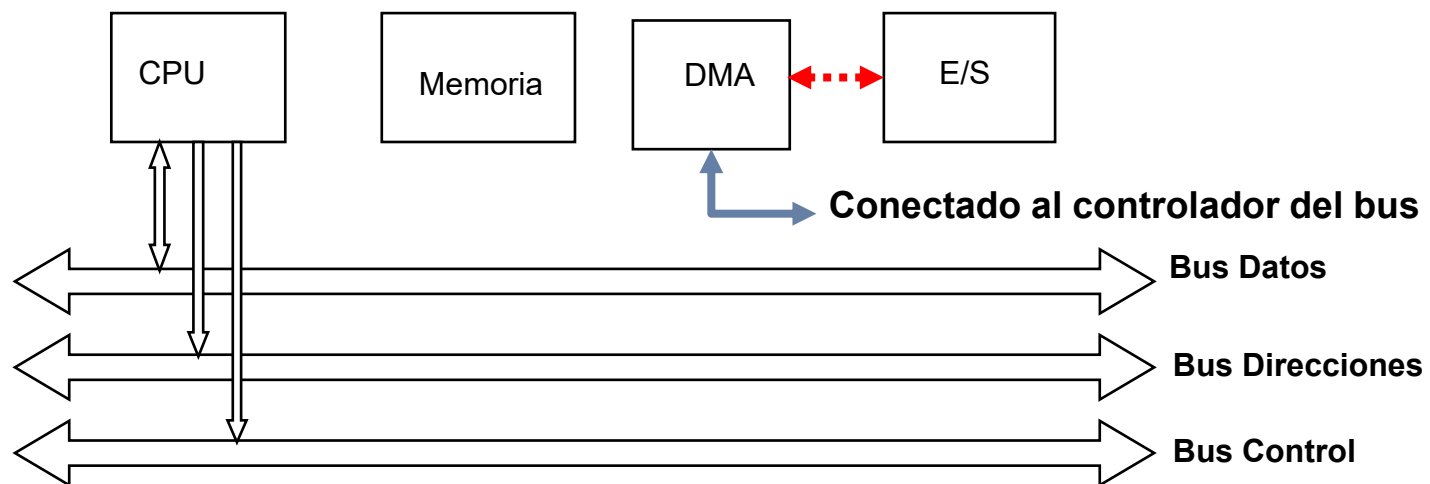 CPU
Memoria
DMA
E/S
Conectado al controlador del bus
Bus Datos
Bus Direcciones
Bus Control